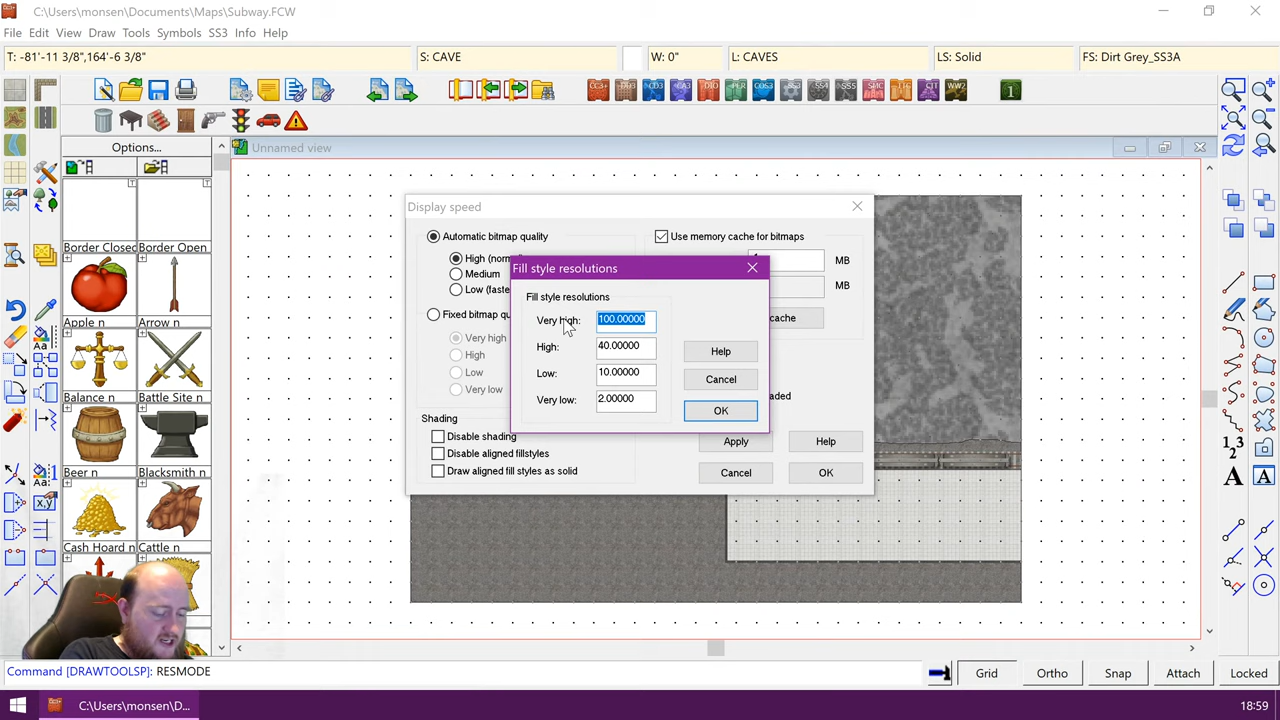 C:\Users\monsen\Documents\Maps\Subway.FCW
File Edit View Draw Tools Symbols SS3 Info Help
T: -81'-11 3/8",164'-6 3/8"
S: CAVE
W: 0"
L: CAVES
LS: Solid
FS: Dirt Grey_SS3A
Options...
Unnamed view
Border Closed
Border Open
Apple n
Arrow n
Balance n
Battle Site n
Beer n
Blacksmith n
Cash Hoard n
Cattle n
Display speed
Automatic bitmap quality
Use memory cache for bitmaps
High (norm
Medium
Low (faste
MB
MB
Fixed bitmap qu
cache
Very high
High
Low
Very low
aded
Shading
Disable shading
Disable aligned fillstyles
Draw aligned fill styles as solid
Apply
Help
Cancel
OK
Fill style resolutions
Fill style resolutions
Very high: 100.00000
High: 40.00000
Low: 10.00000
Very low: 2.00000
Help
Cancel
OK
1 2
3
A
A
x,y
Command [DRAWTOOLSP]: RESMODE
Grid
Ortho
Snap
Attach
Locked
C:\Users\monsen\D...
18:59